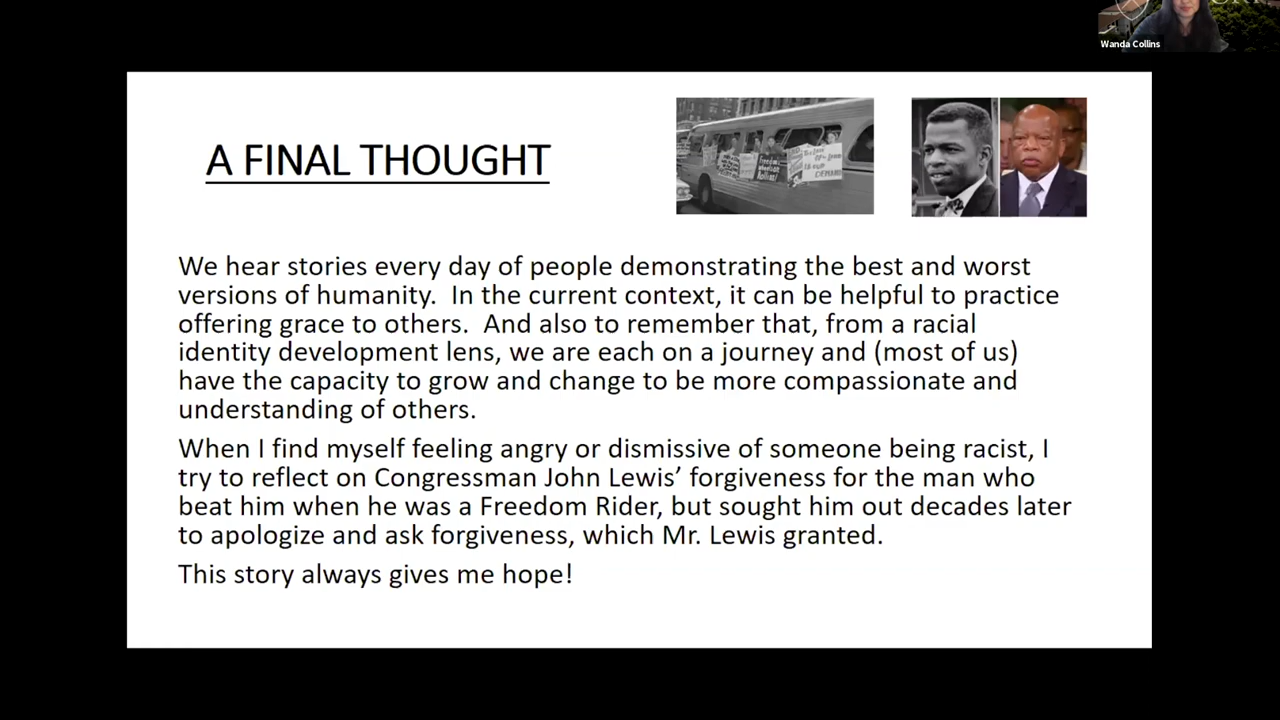 Wanda Collins
A FINAL THOUGHT
We hear stories every day of people demonstrating the best and worst
versions of humanity.  In the current context, it can be helpful to practice
offering grace to others.  And also to remember that, from a racial
identity development lens, we are each on a journey and (most of us)
have the capacity to grow and change to be more compassionate and
understanding of others.
When I find myself feeling angry or dismissive of someone being racist, I
try to reflect on Congressman John Lewis’ forgiveness for the man who
beat him when he was a Freedom Rider, but sought him out decades later
to apologize and ask forgiveness, which Mr. Lewis granted.
This story always gives me hope!